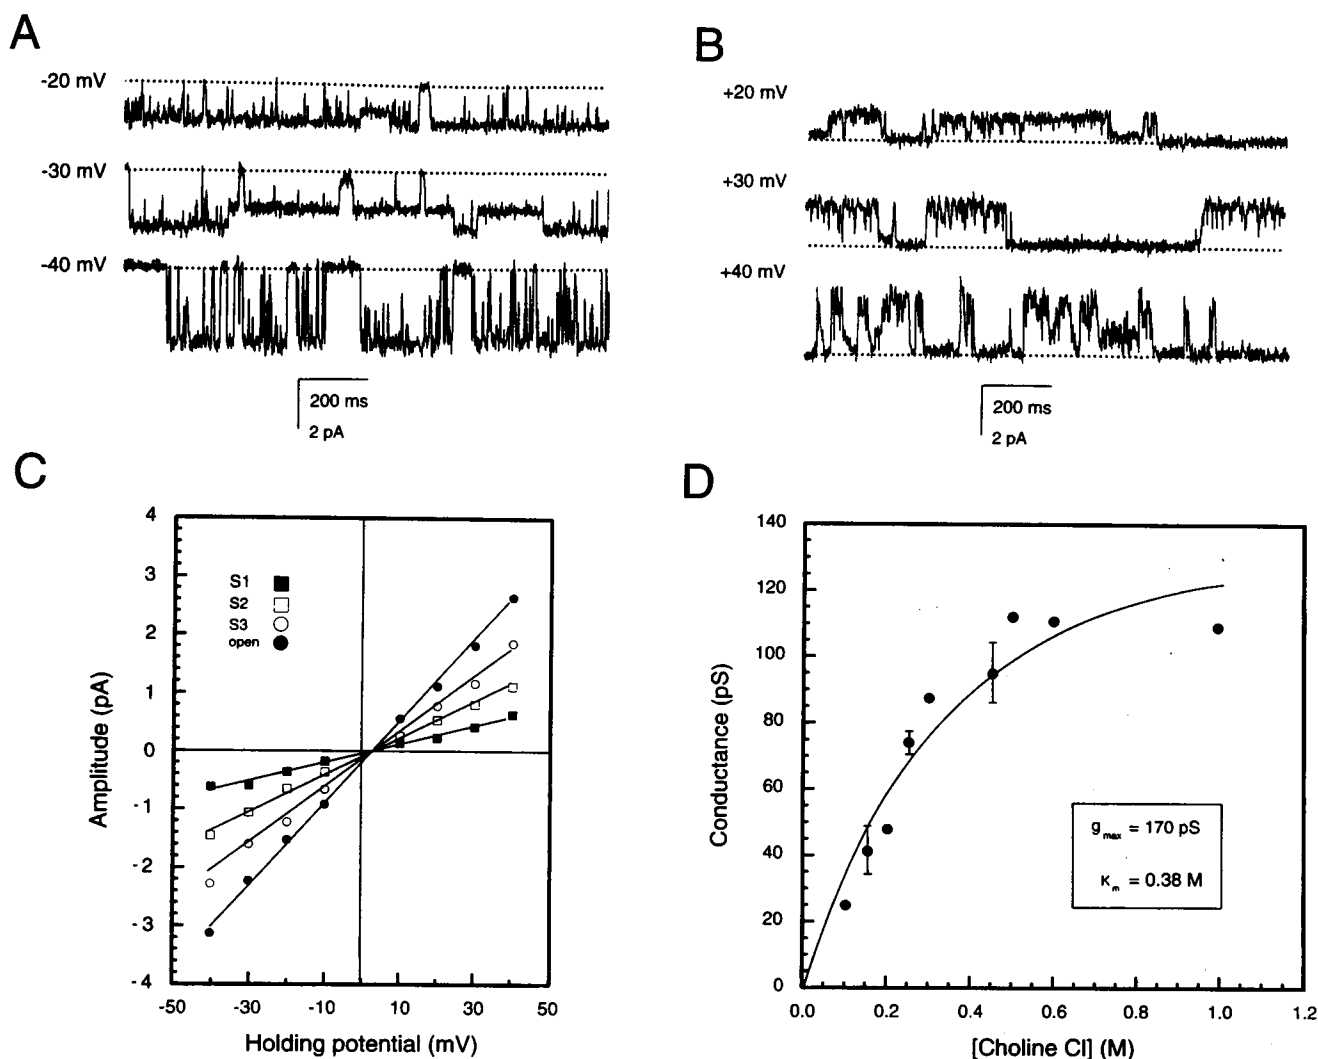 A
-20 mV
-30 mV
-40 mV
200 ms
2 pA
B
+20 mV
+30 mV
+40 mV
200 ms
2 pA
C
Amplitude (pA)
4
3
2
1
0
-1
-2
-3
-4
S1
S2
S3
open
-50
-30
-10
10
30
50
Holding potential (mV)
D
Conductance (pS)
140
120
100
80
60
40
20
0
g max = 170 pS
K m = 0.38 M
0.0
0.2
0.4
0.6
0.8
1.0
1.2
[Choline Cl] (M)